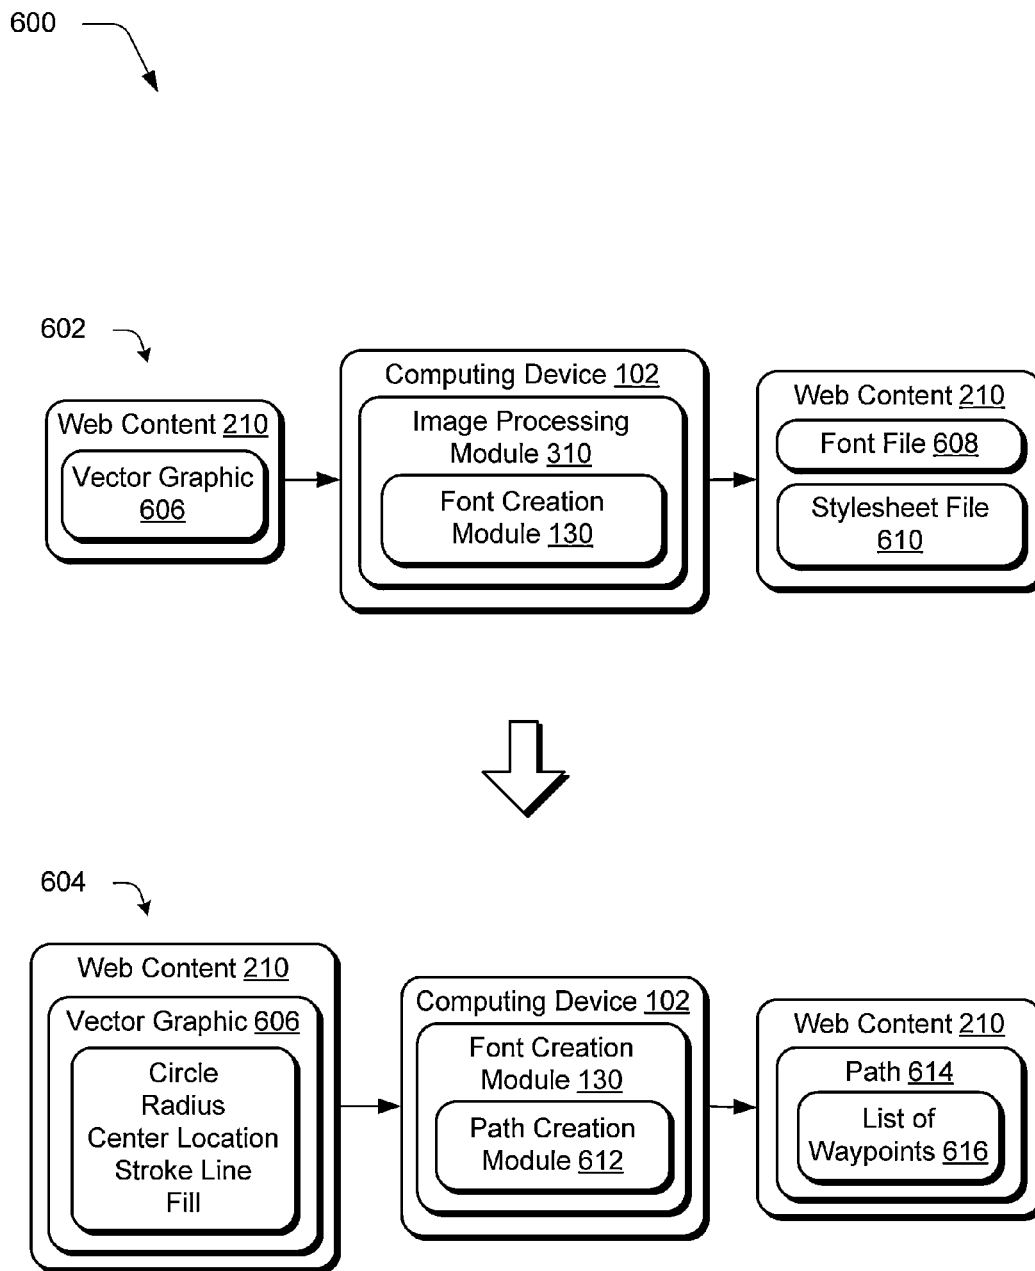 600
602
Web Content 210
Vector Graphic
606
Computing Device 102
Image Processing
Module 310
Font Creation
Module 130
Web Content 210
Font File 608
Stylesheet File
610
604
Web Content 210
Vector Graphic 606
Circle
Radius
Center Location
Stroke Line
Fill
Computing Device 102
Font Creation
Module 130
Path Creation
Module 612
Web Content 210
Path 614
List of
Waypoints 616